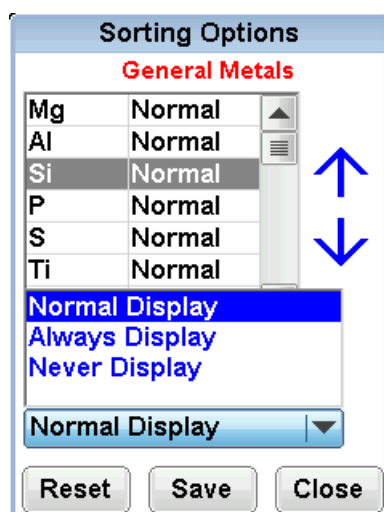 Sorting Options
General Metals
Mg Normal
Al Normal
Si Normal
P Normal
S Normal
Ti Normal
Normal Display
Always Display
Never Display
Normal Display
Reset Save Close